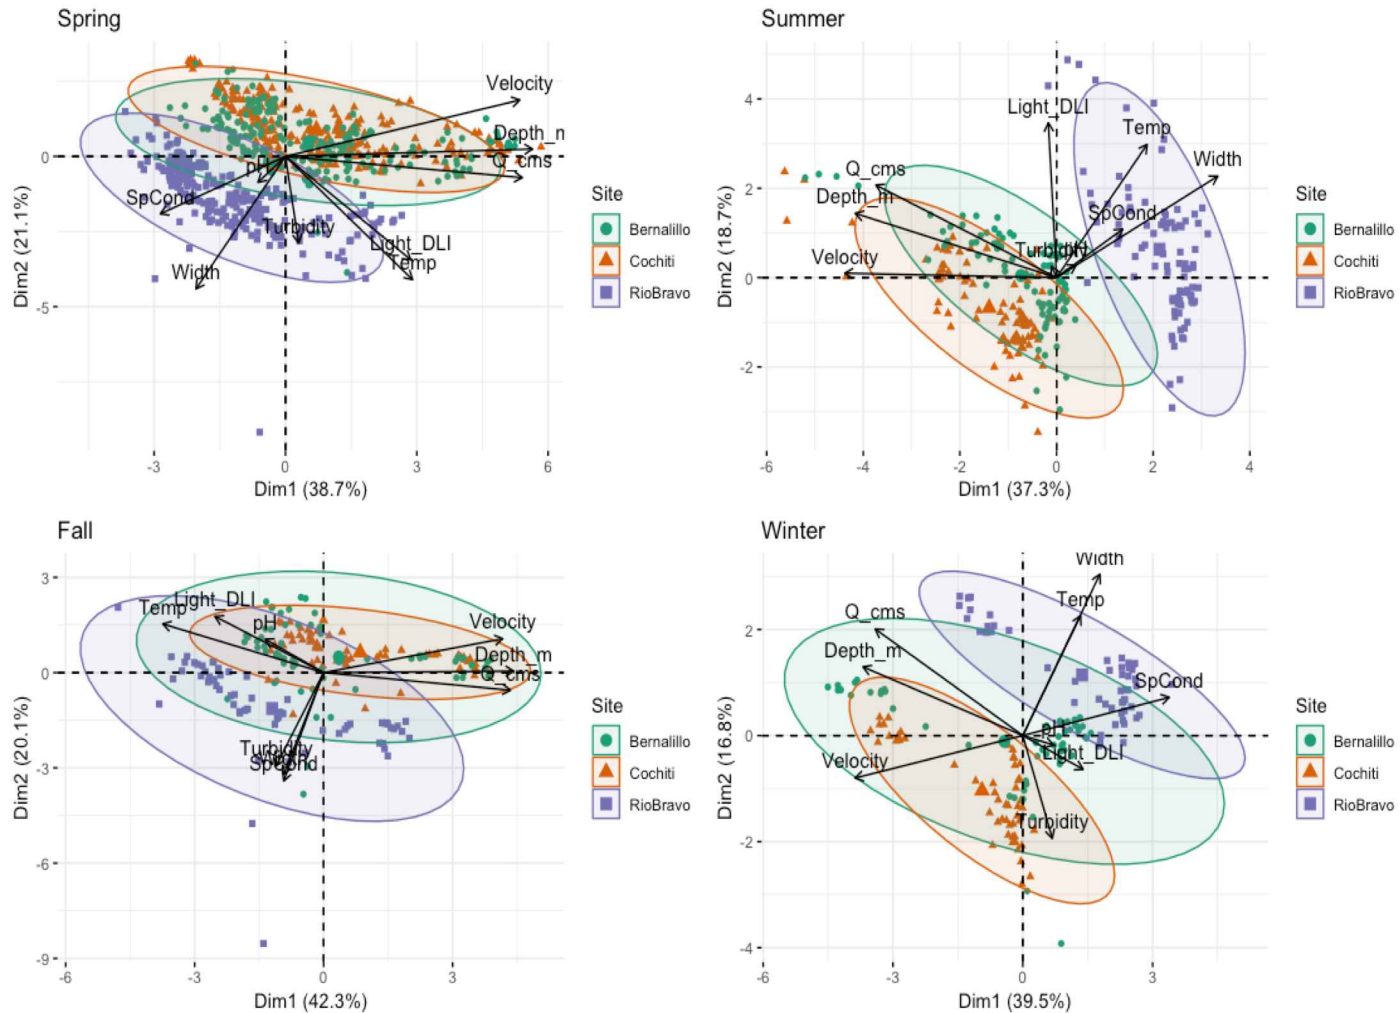 Spring
Velocity
Depth_n
Q_cms
pH
SpCond
Turbidity
Light_DLI
Temp
Width
0
-5
-3
0
3
6
Dim1 (38.7%)
Dim2 (21.1%)
Site
Bernalillo
Cochiti
RioBravo
Summer
Light_DLI
Temp
Width
Q_cms
Depth_m
SpCond
Turbidity
pH
Velocity
4
2
0
-2
-6
-4
-2
0
2
4
Dim1 (37.3%)
Dim2 (18.7%)
Site
Bernalillo
Cochiti
RioBravo
Fall
Light_DLI
Temp
pH
Velocity
Depth_m
Q_cms
Turbidity
SpCond
3
0
-3
-6
-9
-6
-3
0
3
Dim1 (42.3%)
Dim2 (20.1%)
Site
Bernalillo
Cochiti
RioBravo
Winter
Width
Temp
Q_cms
Depth_m
SpCond
pH
Light_DLI
Velocity
Turbidity
2
0
-2
-4
-6
-3
0
3
Dim1 (39.5%)
Dim2 (16.8%)
Site
Bernalillo
Cochiti
RioBravo